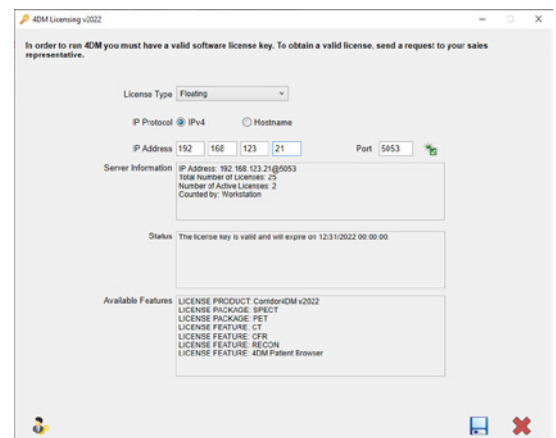 4DM Licensing v2022
In order to run 4DM you must have a valid software license key. To obtain a valid license, send a request to your sales
representative.
License Type Floating
IP Protocol IPv4 Hostname
IP Address 192 168 123 21 Port 5053
Server Information IP Address: 192.168.123.21@5053
Total Number of Licenses: 25
Number of Active Licenses: 2
Counted by: Workstation
Status The license key is valid and will expire on 12/31/2022 00:00:00
Available Features LICENSE PRODUCT: Corridor4DM v2022
LICENSE PACKAGE: SPECT
LICENSE PACKAGE: PET
LICENSE FEATURE: CT
LICENSE FEATURE: CFR
LICENSE FEATURE: RECON
LICENSE FEATURE: 4DM Patient Browser